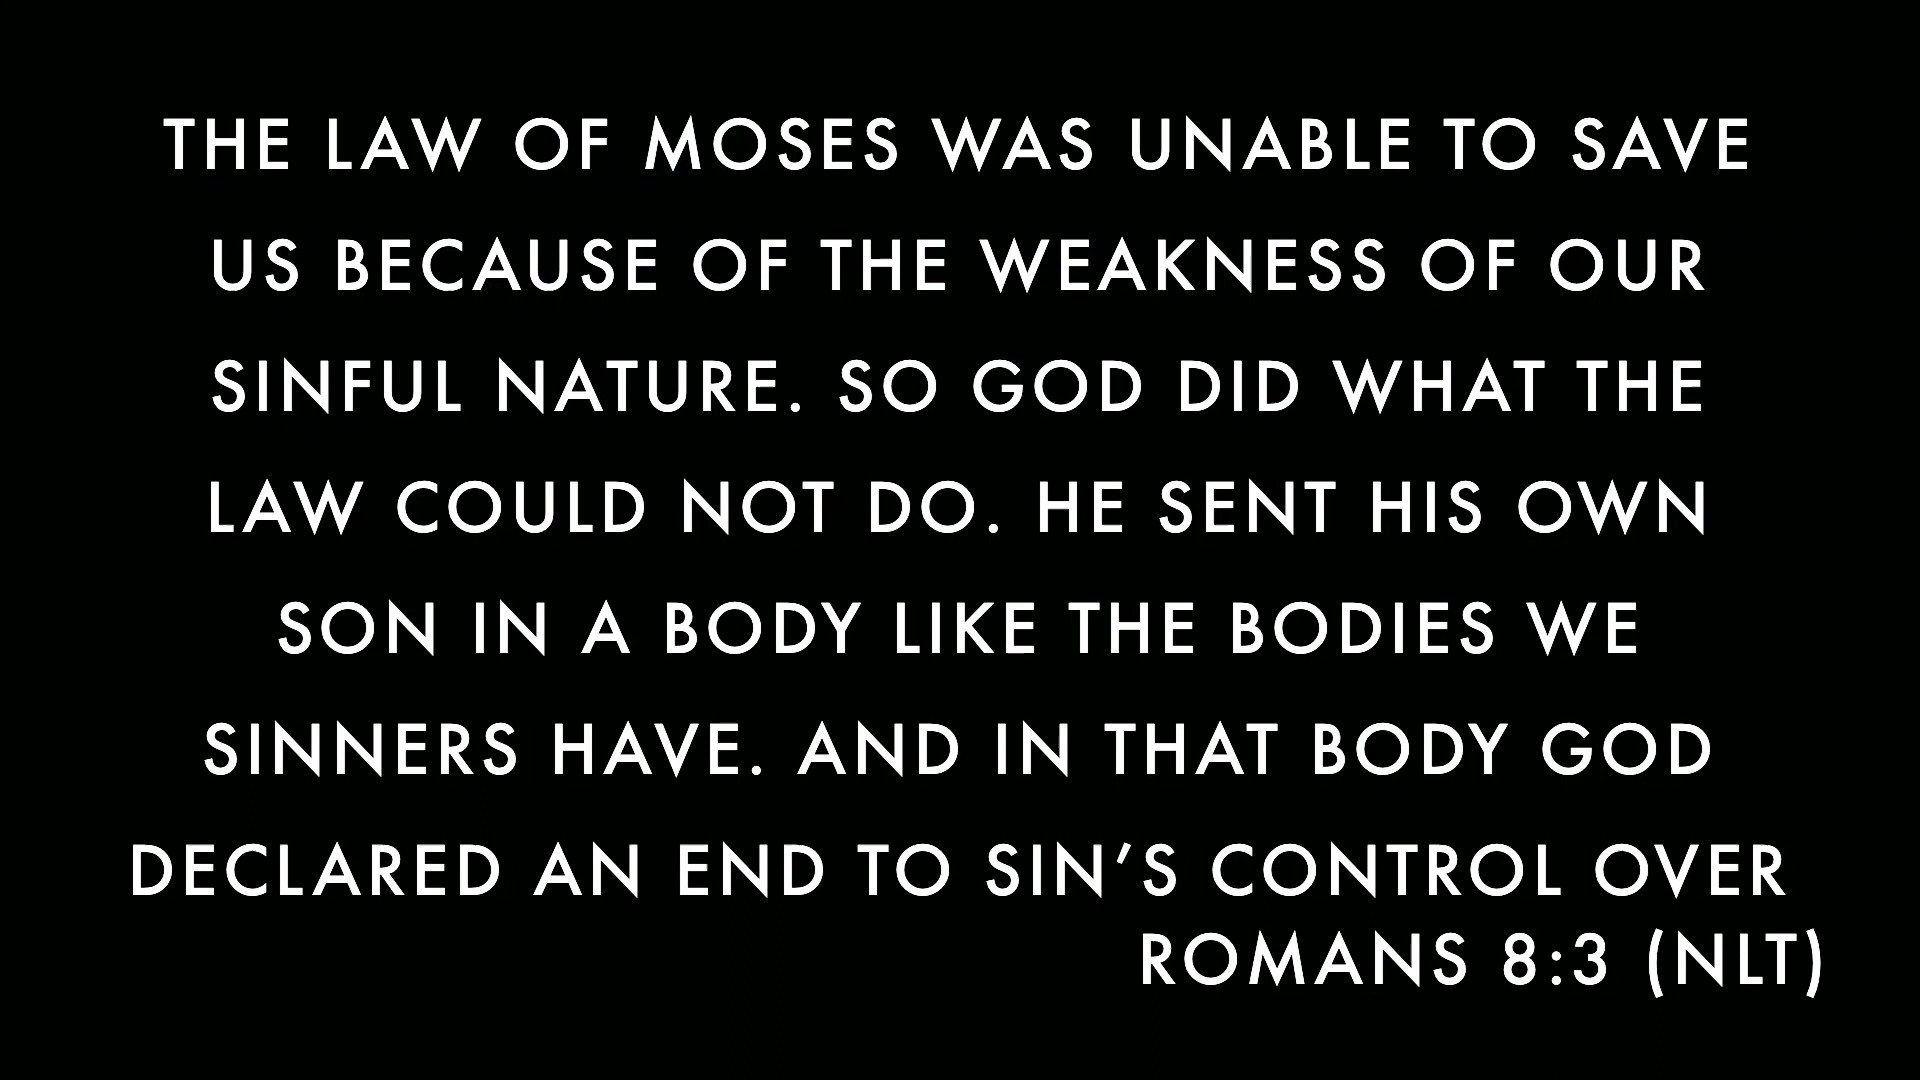 THE LAW OF MOSES WAS UNABLE TO SAVE
US BECAUSE OF THE WEAKNESS OF OUR
SINFUL NATURE. SO GOD DID WHAT THE
LAW COULD NOT DO. HE SENT HIS OWN
SON IN A BODY LIKE THE BODIES WE
SINNERS HAVE. AND IN THAT BODY GOD
DECLARED AN END TO SIN’S CONTROL OVER
ROMANS 8:3 (NLT)